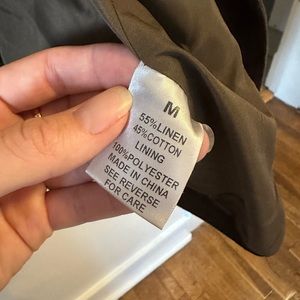 M
55%LINEN
45%COTTON
LINING
100%POLYESTER
MADE IN CHINA
SEE REVERSE
FOR CARE